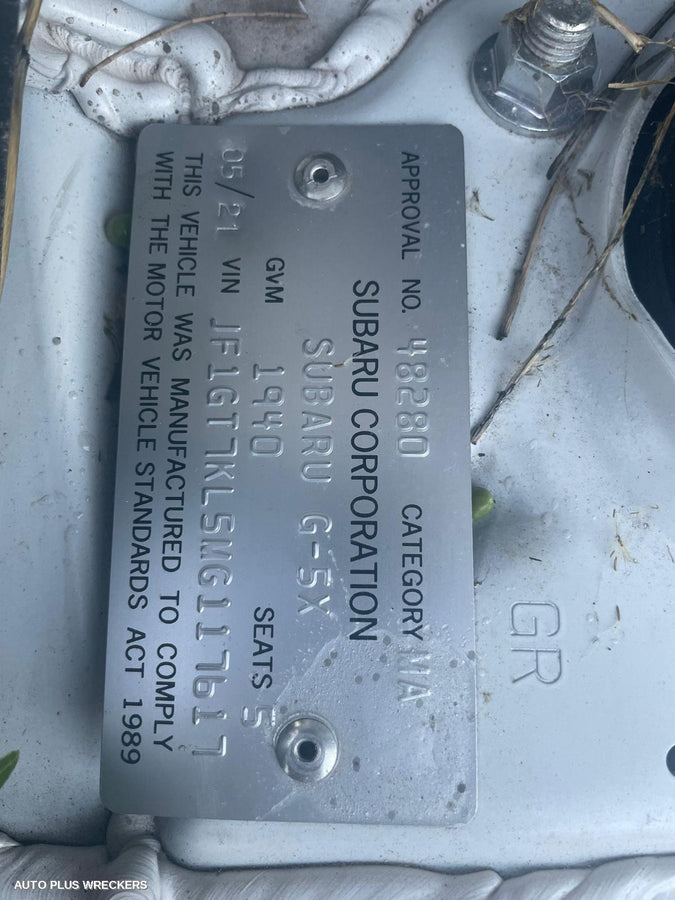 APPROVAL NO. 48280 CATEGORY MA
SUBARU CORPORATION
SUBARU G-5X
GVM 1940 SEATS 5
05/21 VIN JF1GT7KL5MG117617
THIS VEHICLE WAS MANUFACTURED TO COMPLY
WITH THE MOTOR VEHICLE STANDARDS ACT 1989
GR
AUTO PLUS WRECKERS